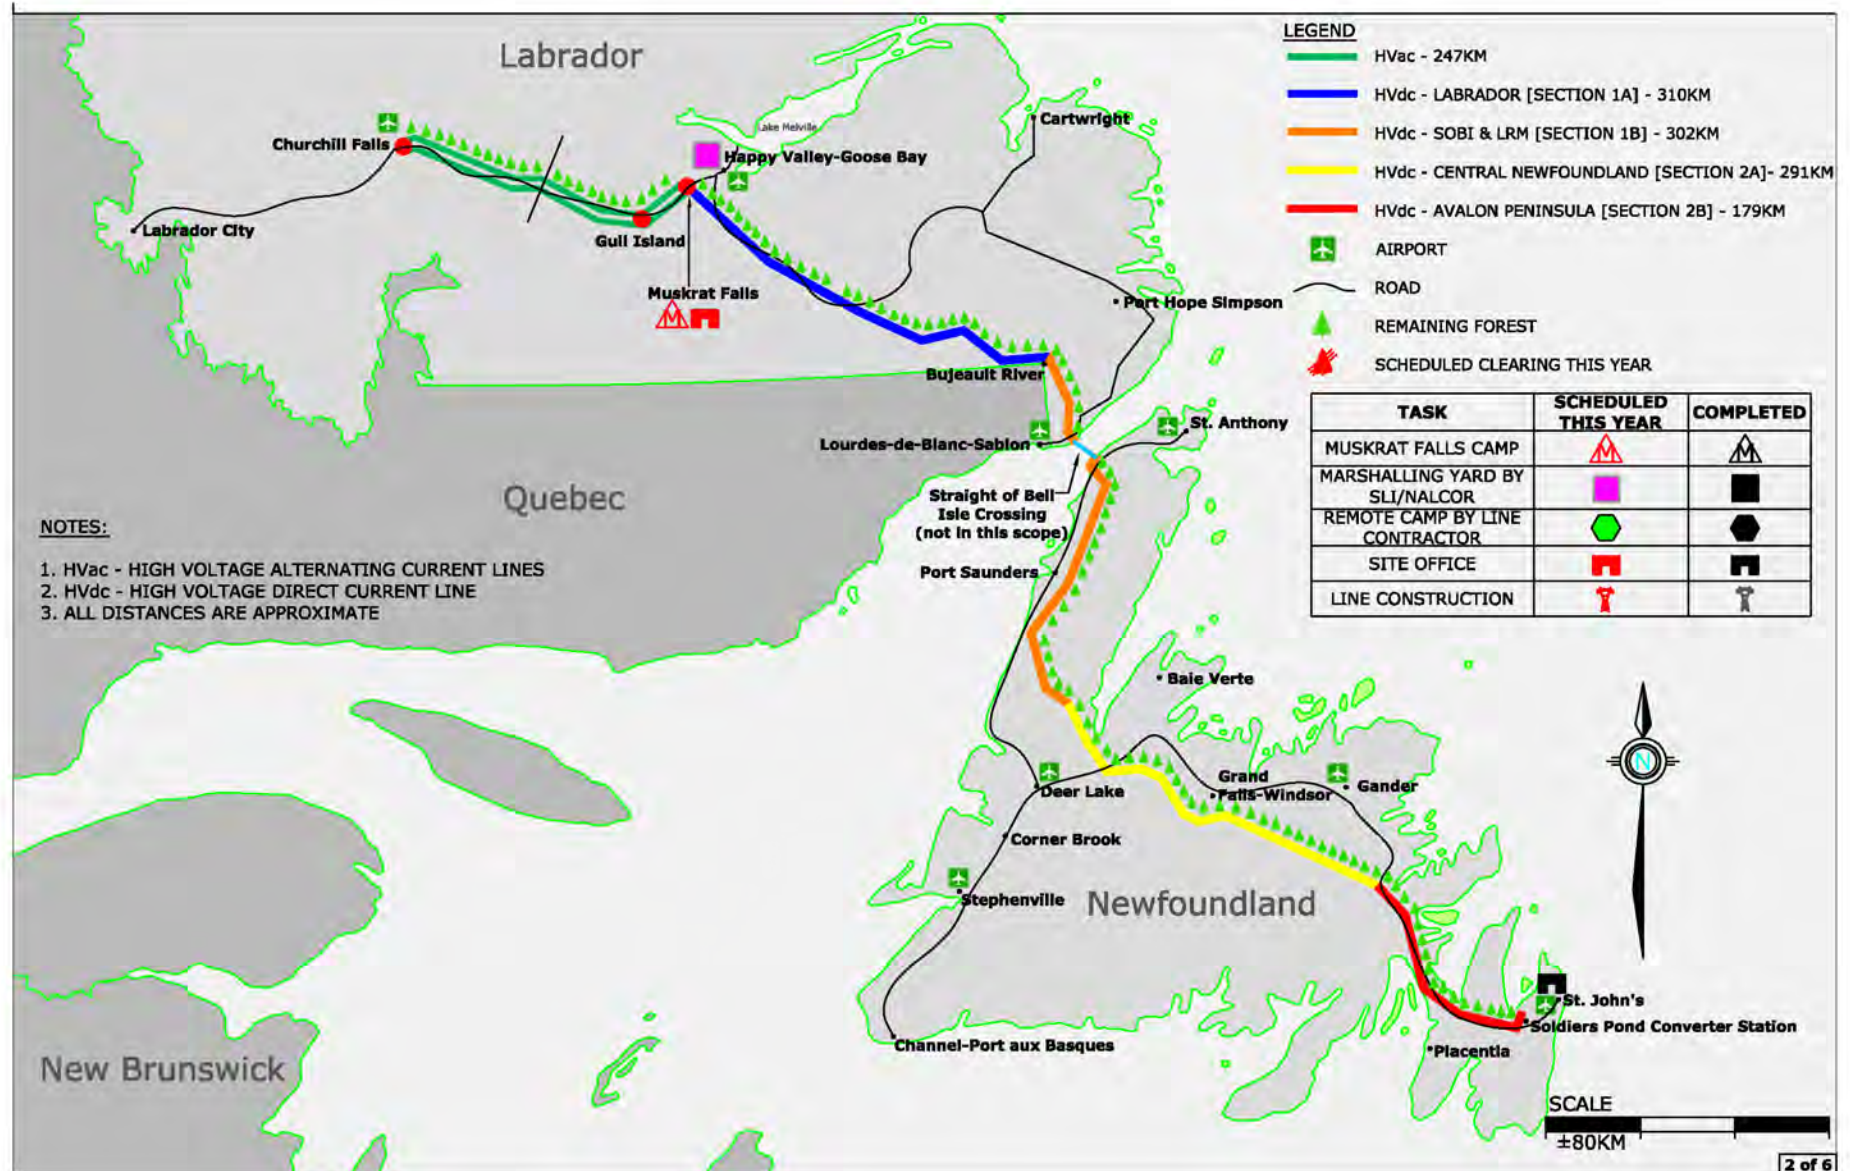 Labrador
Churchill Falls
Labrador City
Gull Island
Muskrat Falls
Lake Melville
Happy Valley-Goose Bay
Cartwright
Port Hope Simpson
Bujeault River
Lourdes-de-Blanc-Sablon
St. Anthony
Straight of Bell
Isle Crossing
(not in this scope)
Port Saunders
Quebec
Baie Verte
Deer Lake
Grand
Falls-Windsor
Gander
Corner Brook
Stephenville
Newfoundland
Channel-Port aux Basques
St. John's
Soldiers Pond Converter Station
Placentia
New Brunswick
NOTES:
1. HVac - HIGH VOLTAGE ALTERNATING CURRENT LINES
2. HVdc - HIGH VOLTAGE DIRECT CURRENT LINE
3. ALL DISTANCES ARE APPROXIMATE
LEGEND
HVac - 247KM
HVdc - LABRADOR [SECTION 1A] - 310KM
HVdc - SOBI & LRM [SECTION 1B] - 302KM
HVdc - CENTRAL NEWFOUNDLAND [SECTION 2A]- 291KM
HVdc - AVALON PENINSULA [SECTION 2B] - 179KM
AIRPORT
ROAD
REMAINING FOREST
SCHEDULED CLEARING THIS YEAR
TASK
SCHEDULED
THIS YEAR
COMPLETED
MUSKRAT FALLS CAMP
MARSHALLING YARD BY
SLI/NALCOR
REMOTE CAMP BY LINE
CONTRACTOR
SITE OFFICE
LINE CONSTRUCTION
N
SCALE
±80KM
2 of 6